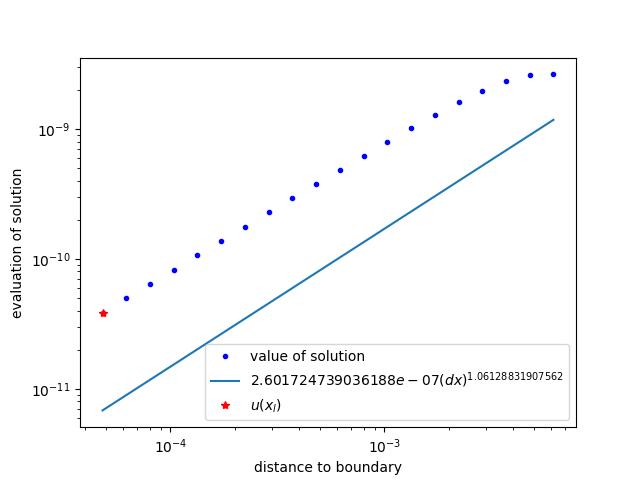 10⁻⁹
10⁻¹⁰
10⁻¹¹
evaluation of solution
value of solution
2.601724739036188e − 07(dx)^1.06128831907562
u(x_I)
10⁻⁴
10⁻³
distance to boundary